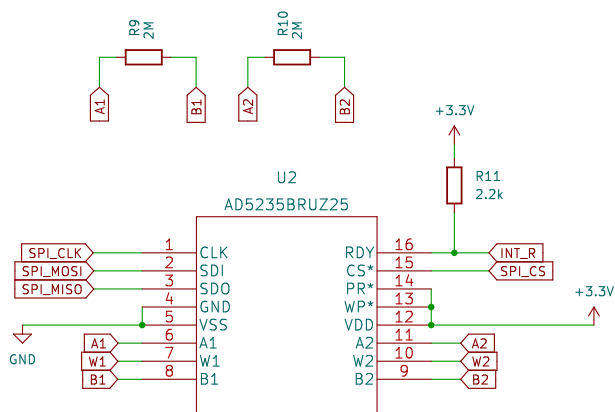 R9
2M
R10
2M
A1
B1
A2
B2
+3.3V
R11
2.2k
U2
AD5235BRUZ25
SPI_CLK 1 CLK RDY 16 INT_R
SPI_MOSI 2 SDI CS* 15 SPI_CS
SPI_MISO 3 SDO PR* 14
4 GND WP* 13
+3.3V
5 VSS VDD 12
GND
A1 6 A1 A2 11 A2
W1 7 W1 W2 10 W2
B1 8 B1 B2 9 B2